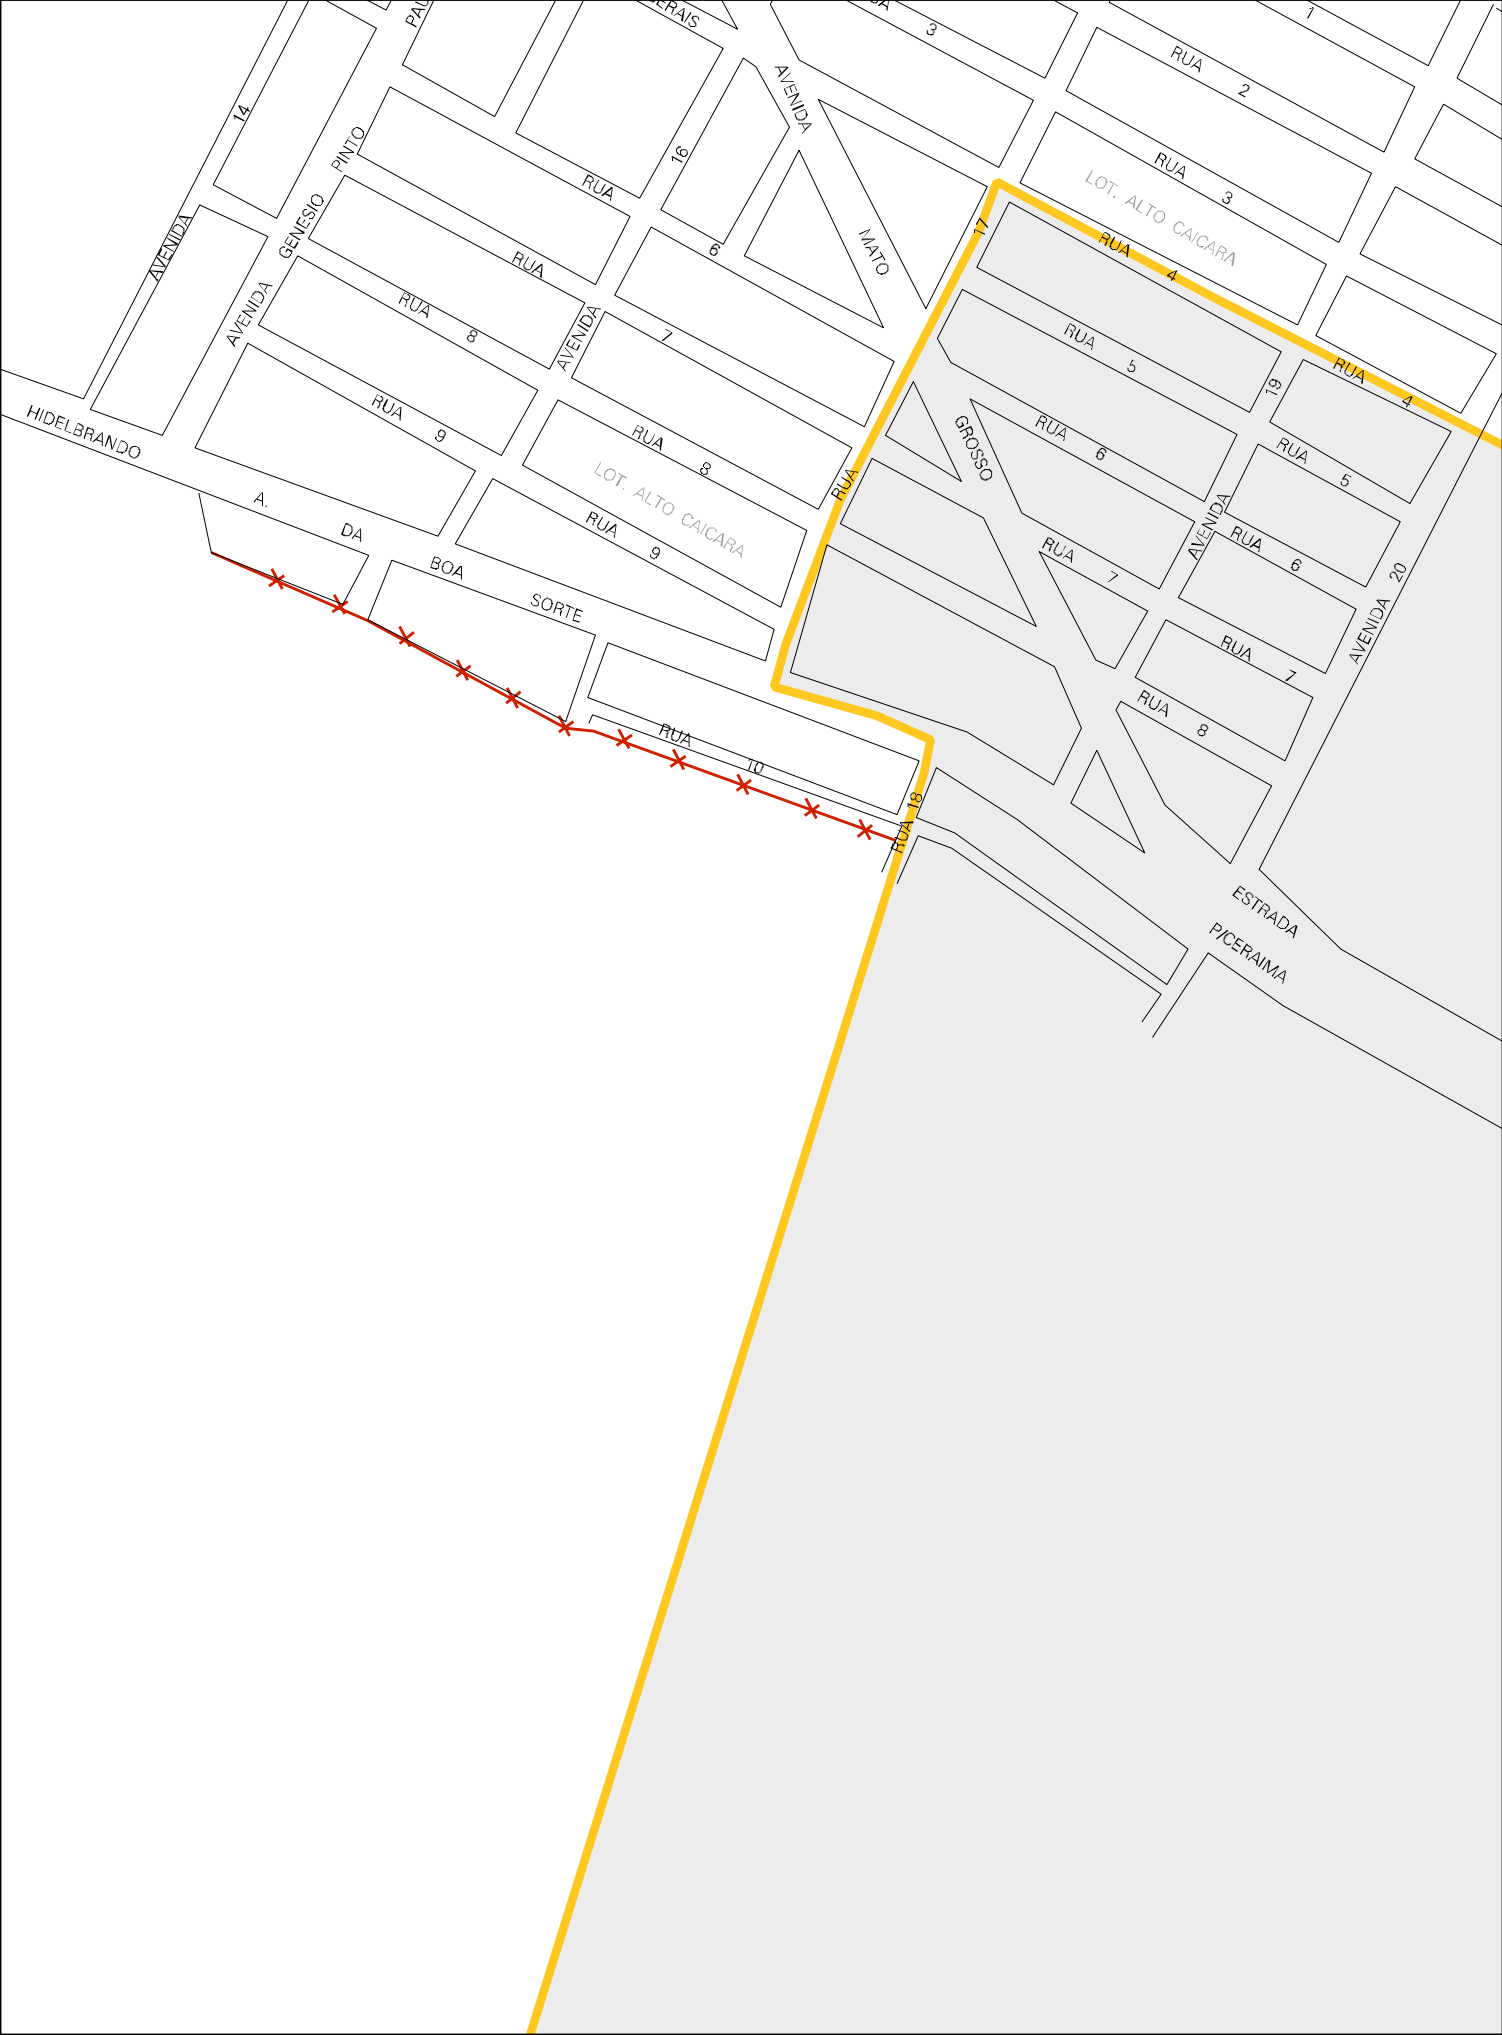 GERAIS
3
1
RUA 2
AVENIDA
14
PINTO
16
RUA
RUA 3
LOT. ALTO CAICARA
AVENIDA
GENESIO
RUA 6
MATO
17
RUA 4
RUA 7
AVENIDA
RUA 8
AVENIDA
RUA 5
19
RUA 4
HIDELBRANDO
RUA 9
RUA 8
GROSSO
RUA 6
RUA 5
LOT. ALTO CAICARA
RUA
A.
DA
RUA 9
RUA 7
AVENIDA
RUA 6
BOA
SORTE
AVENIDA 20
RUA 7
RUA 8
RUA 10
RUA 18
ESTRADA
P/CERAIMA